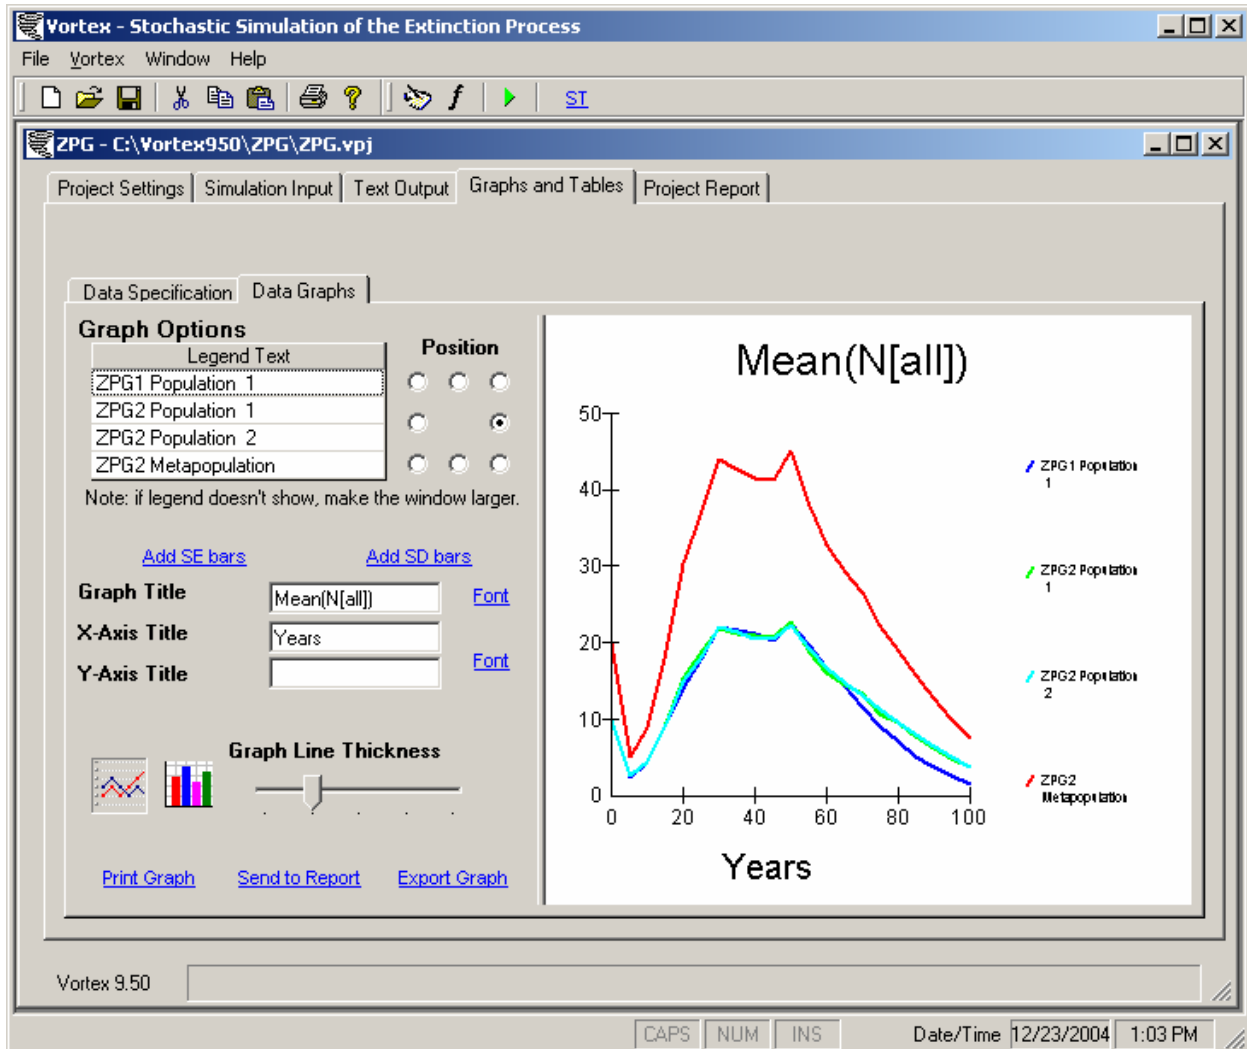 Vortex - Stochastic Simulation of the Extinction Process
File Vortex Window Help
ST
ZPG - C:\Vortex950\ZPG\ZPG.vpj
Project Settings Simulation Input Text Output Graphs and Tables Project Report
Data Specification Data Graphs
Graph Options
Legend Text
Position
ZPG1 Population 1
ZPG2 Population 1
ZPG2 Population 2
ZPG2 Metapopulation
Note: if legend doesn't show, make the window larger.
Add SE bars Add SD bars
Graph Title Mean(N[all]) Font
X-Axis Title Years
Font
Y-Axis Title
Graph Line Thickness
Print Graph Send to Report Export Graph
Mean(N[all])
50
40
30
20
10
0
0 20 40 60 80 100
Years
ZPG1 Population
1
ZPG2 Population
1
ZPG2 Population
2
ZPG2
Metapopulation
Vortex 9.50
CAPS NUM INS Date/Time 12/23/2004 1:03 PM